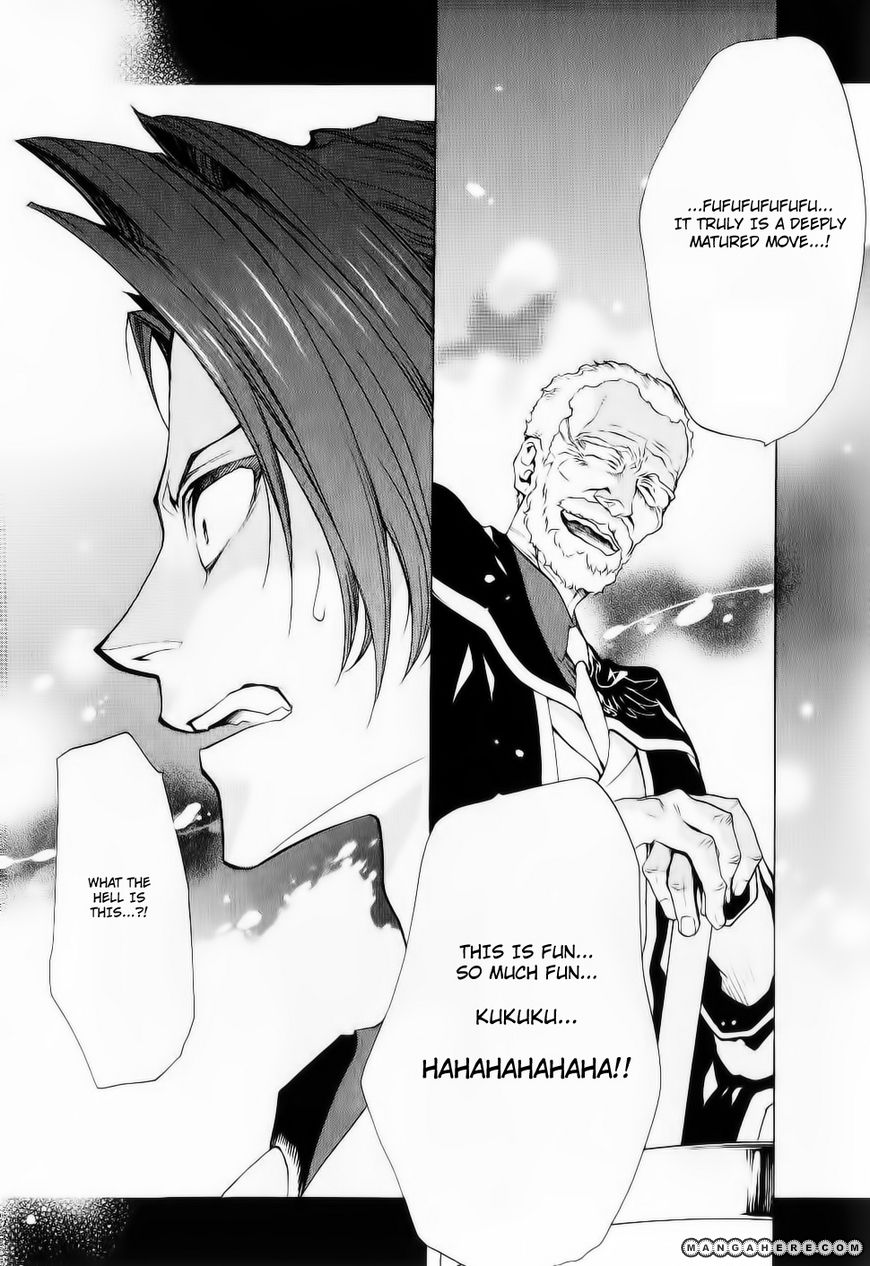 ...FUFUFUFUFUFU...
IT TRULY IS A DEEPLY
MATURED MOVE...!
THIS IS FUN...
SO MUCH FUN...
KUKUKU...
HAHAHAHAHAHA!!
WHAT THE
HELL IS
THIS...?!
MANGAHERE.COM